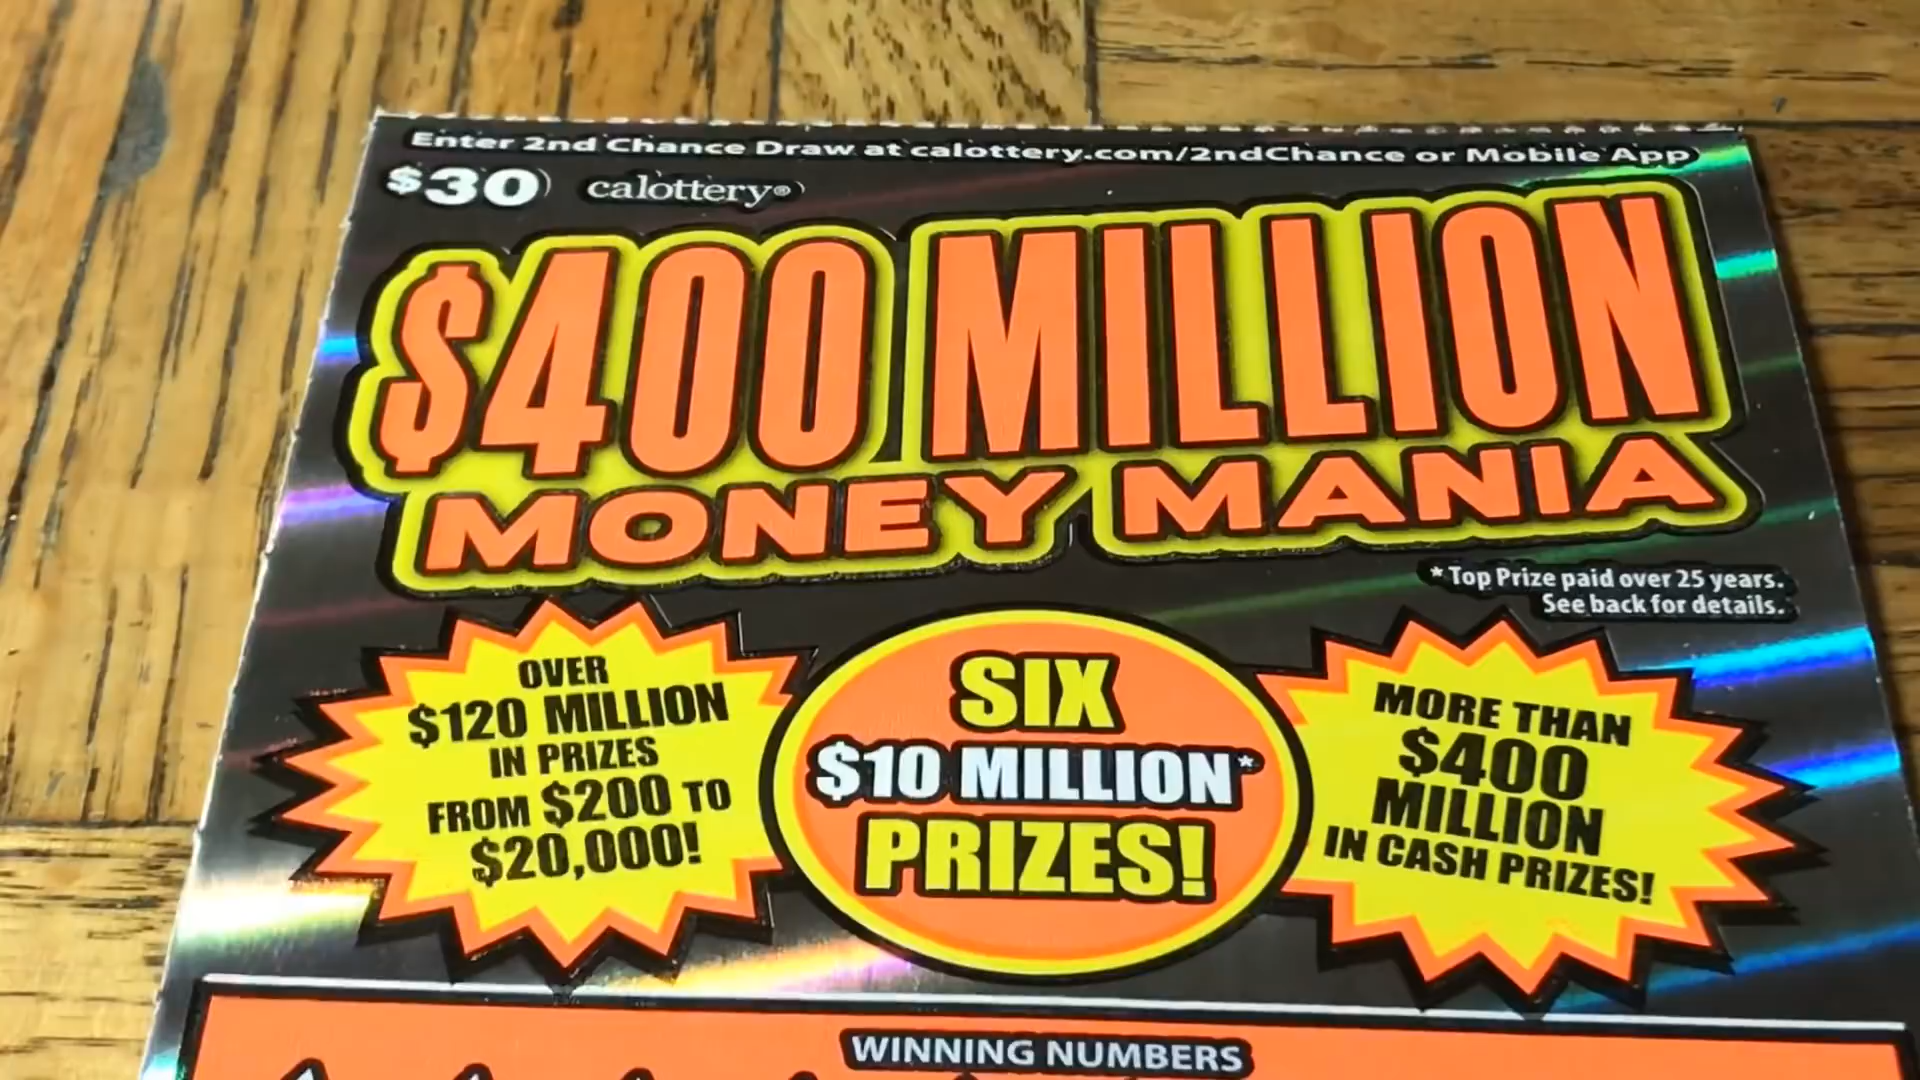 Enter 2nd Chance Draw at calottery.com/2ndChance or Mobile App
$30 calottery®
$400 MILLION
MONEY MANIA
*Top Prize paid over 25 years.
See back for details.
OVER
$120 MILLION
IN PRIZES
FROM $200 TO
$20,000!
SIX
$10 MILLION*
PRIZES!
MORE THAN
$400
MILLION
IN CASH PRIZES!
WINNING NUMBERS